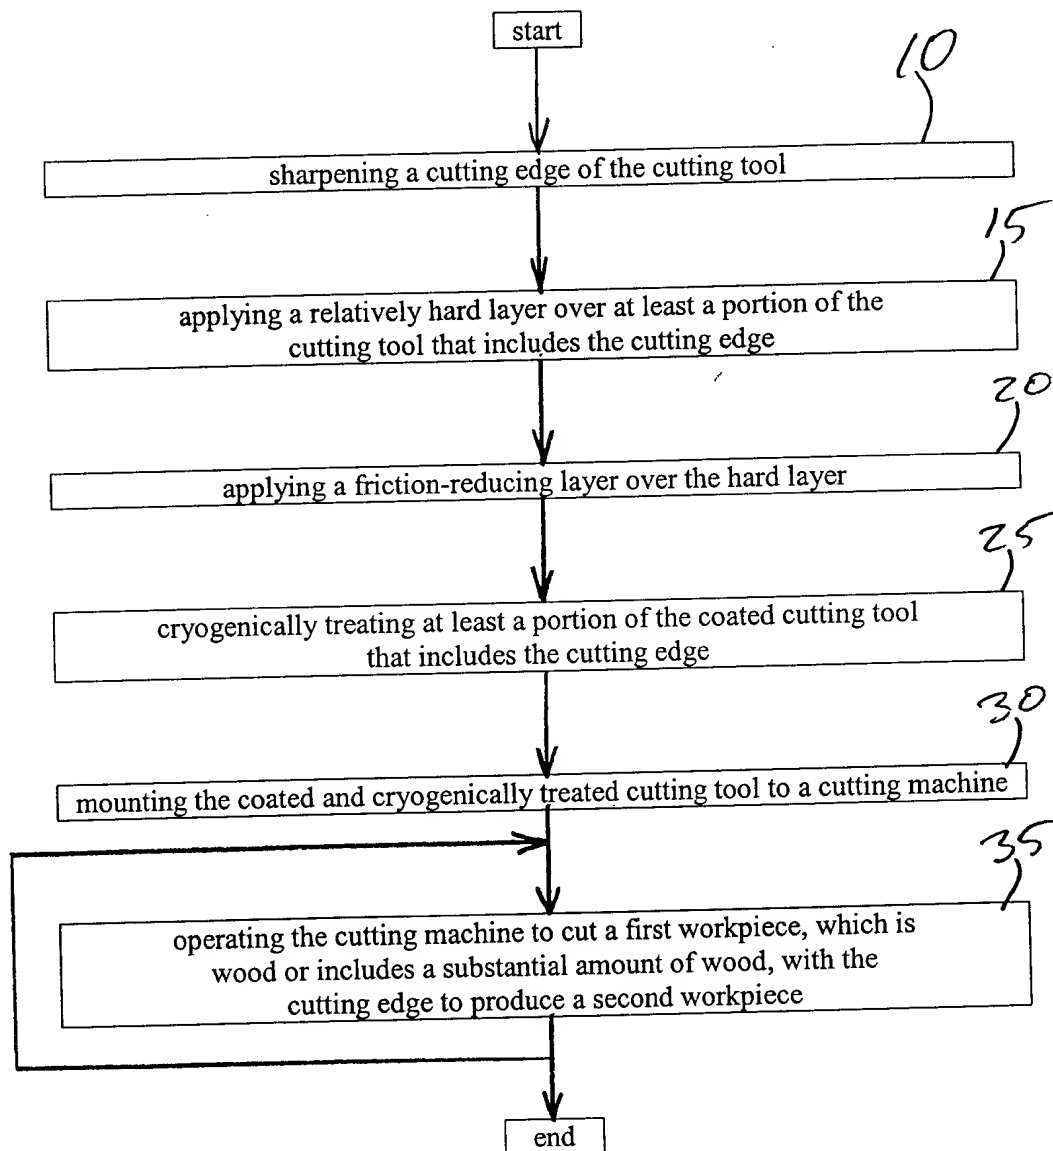 start
10
sharpening a cutting edge of the cutting tool
15
applying a relatively hard layer over at least a portion of the
cutting tool that includes the cutting edge
20
applying a friction-reducing layer over the hard layer
25
cryogenically treating at least a portion of the coated cutting tool
that includes the cutting edge
30
mounting the coated and cryogenically treated cutting tool to a cutting machine
35
operating the cutting machine to cut a first workpiece, which is
wood or includes a substantial amount of wood, with the
cutting edge to produce a second workpiece
end